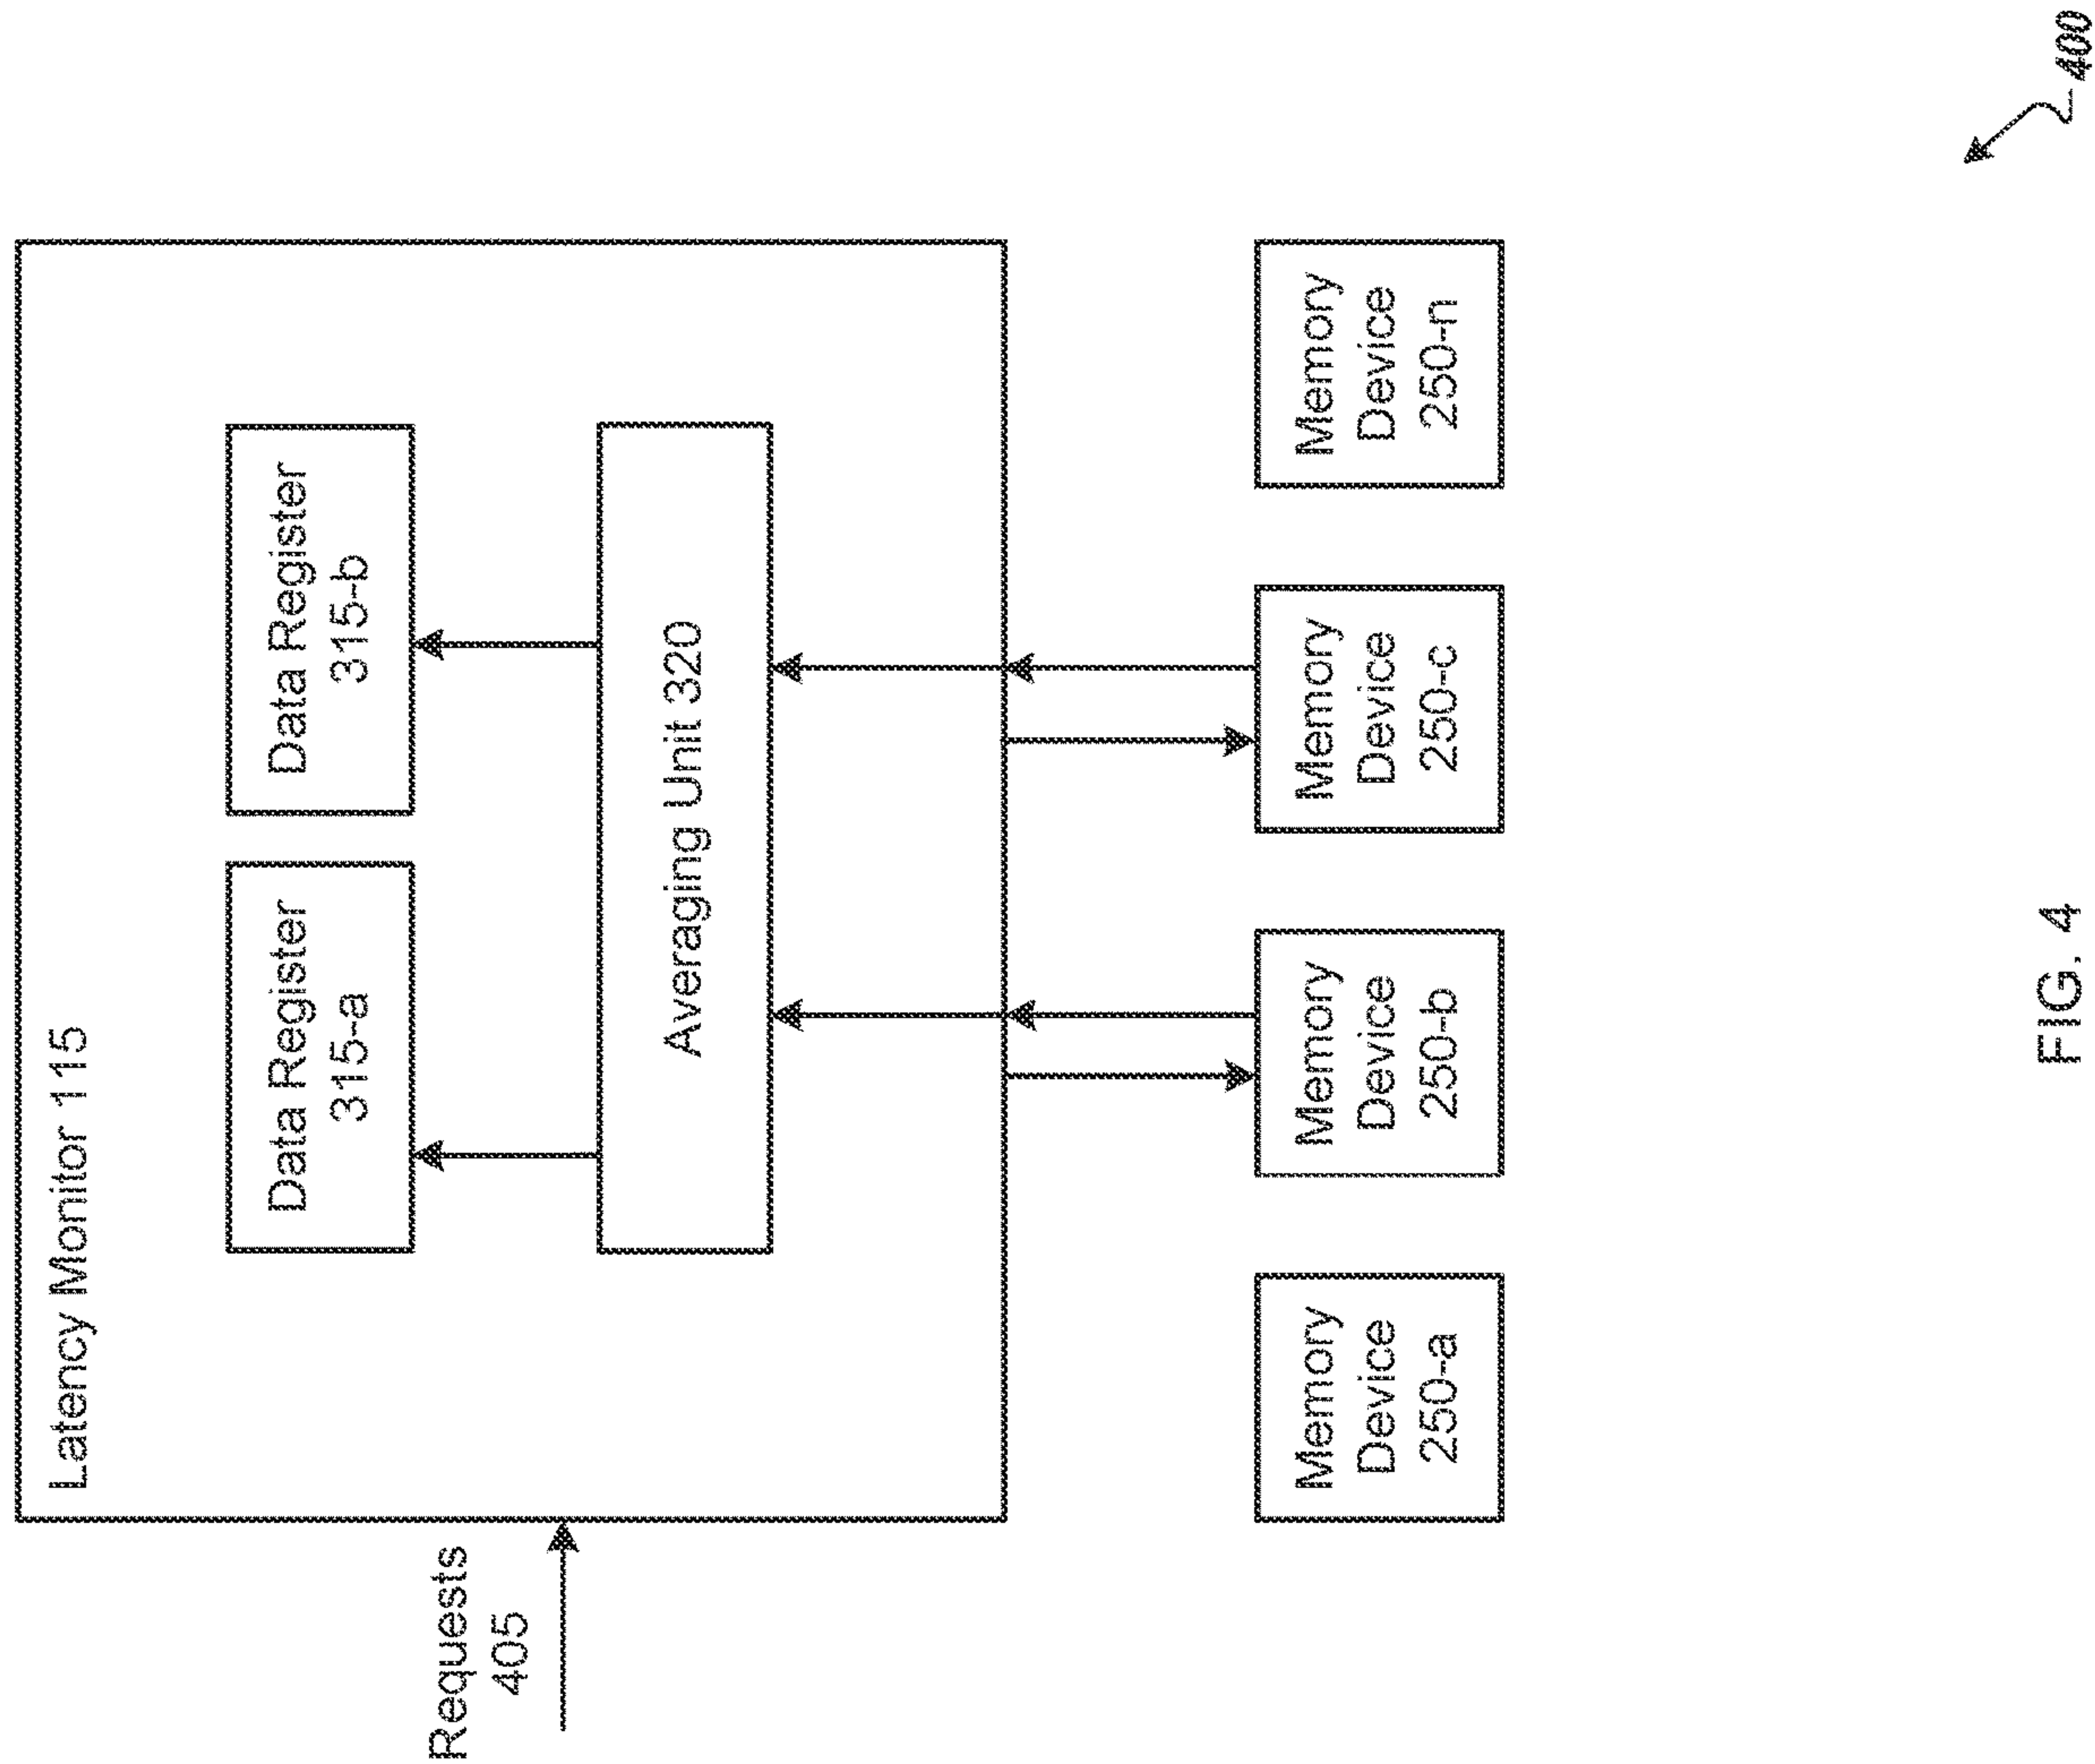 Latency Monitor 115
Data Register
315-a
Data Register
315-b
Requests
405
Averaging Unit 320
Memory
Device
250-a
Memory
Device
250-b
Memory
Device
250-c
Memory
Device
250-n
FIG. 4
400